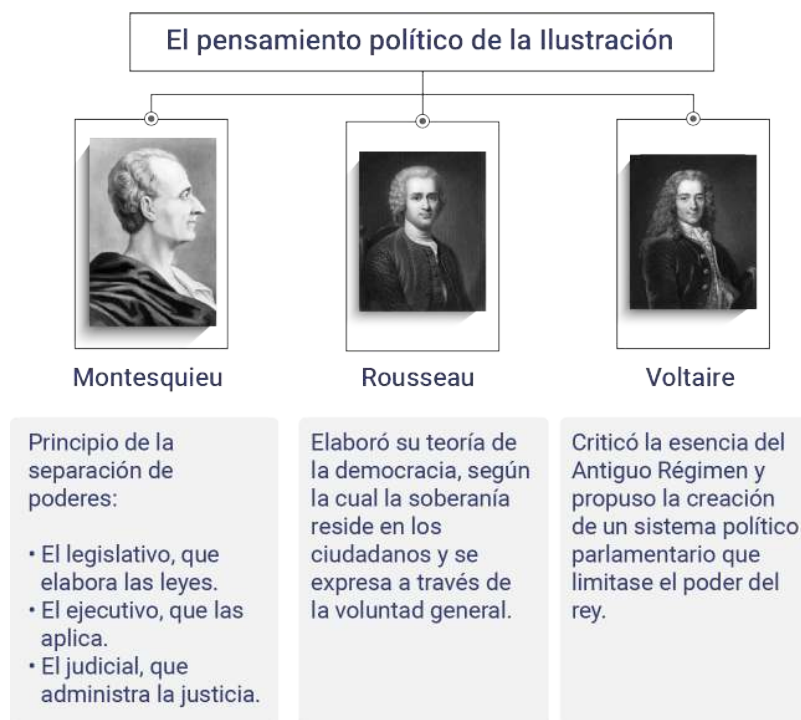 El pensamiento político de la Ilustración
Montesquieu
Rousseau
Voltaire
Principio de la
separación de
poderes:
• El legislativo, que
elabora las leyes.
• El ejecutivo, que las
aplica.
• El judicial, que
administra la justicia.
Elaboró su teoría de
la democracia, según
la cual la soberanía
reside en los
ciudadanos y se
expresa a través de
la voluntad general.
Criticó la esencia del
Antiguo Régimen y
propuso la creación
de un sistema político
parlamentario que
limitase el poder del
rey.